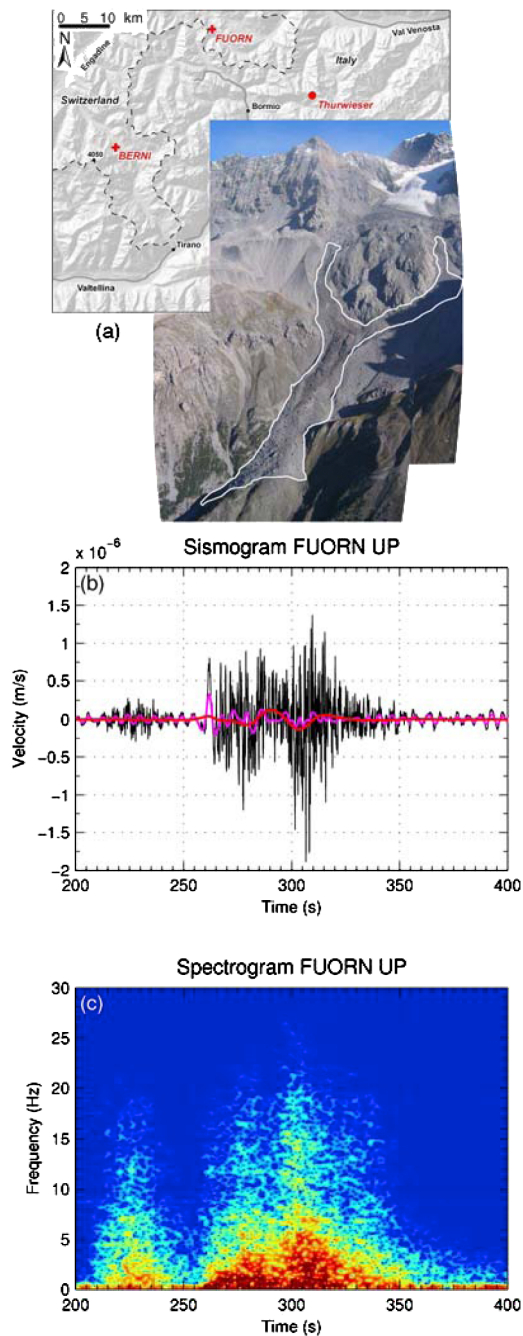 0 5 10 km
N
FUORN
Val Venosta
Engadine
Italy
Switzerland
Bormio
Thurwieser
4050
BERNI
Tirano
Valtellina
(a)
Sismogram FUORN UP
x 10^-6
(b)
2
1.5
1
0.5
0
-0.5
-1
-1.5
-2
Velocity (m/s)
200 250 300 350 400
Time (s)
Spectrogram FUORN UP
(c)
30
25
20
15
10
5
0
Frequency (Hz)
200 250 300 350 400
Time (s)